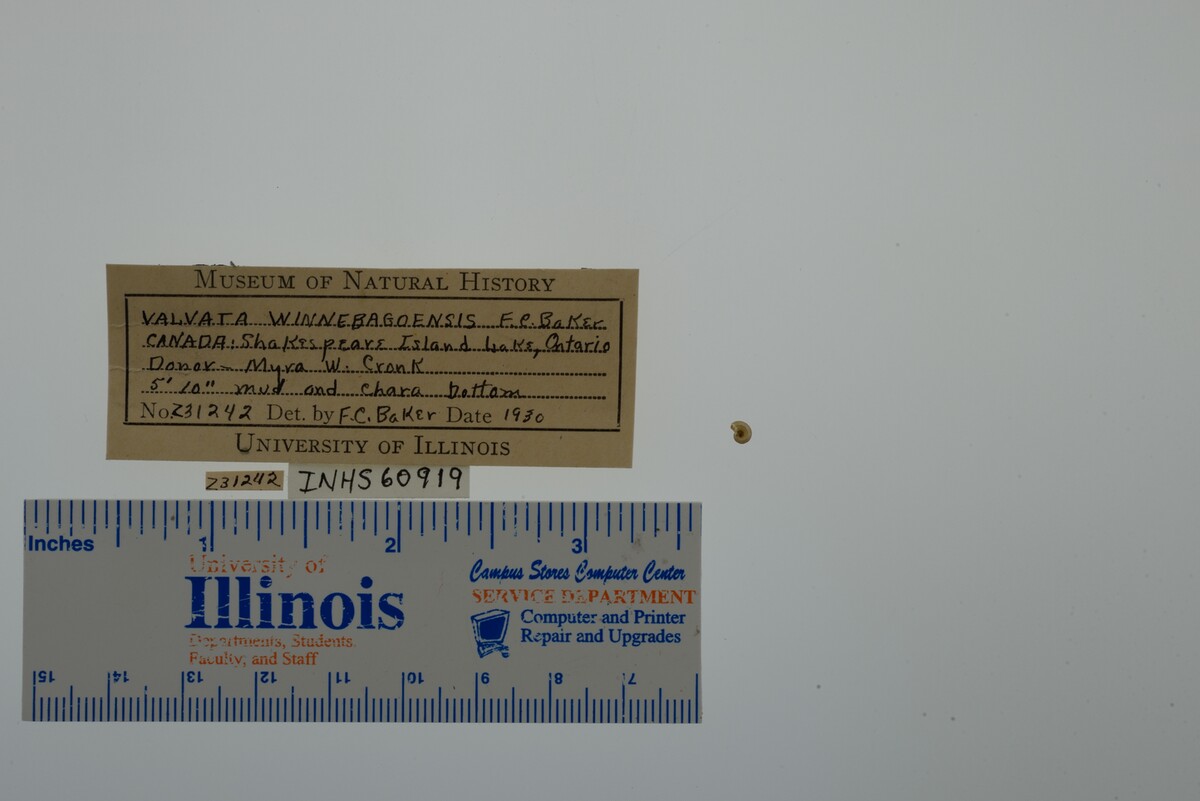 MUSEUM OF NATURAL HISTORY
VALVATA WINNEBAGOENSIS F.C. Baker
CANADA: Shakespeare Island Lake, Ontario
Donor - Myra W. Cronk
5' 10" mud and chara bottom
No. Z31242 Det. by F.C. Baker Date 1930
UNIVERSITY OF ILLINOIS
Z31242
INHS60919
Inches 1 2 3
University of
Illinois
Departments, Students,
Faculty, and Staff
Campus Stores Computer Center
SERVICE DEPARTMENT
Computer and Printer
Repair and Upgrades
15 14 13 12 11 10 9 8 7